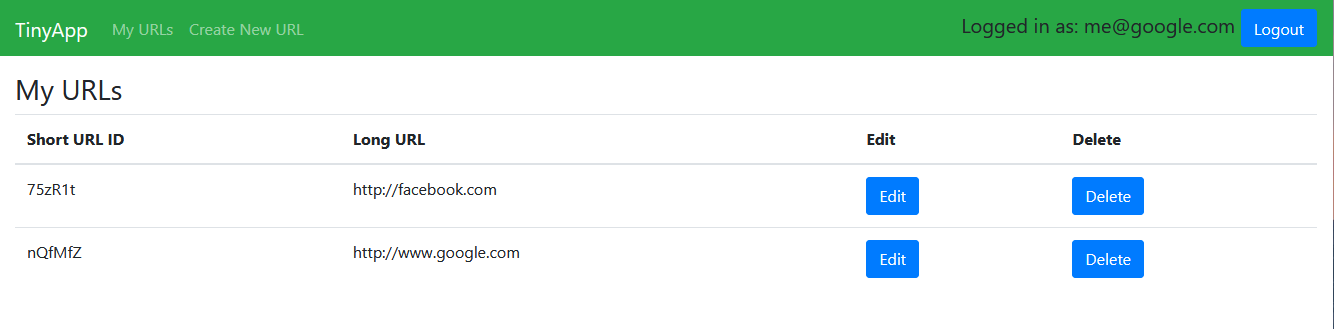 TinyApp My URLs Create New URL Logged in as: me@google.com Logout
My URLs
Short URL ID Long URL Edit Delete
75zR1t http://facebook.com Edit Delete
nQfMfZ http://www.google.com Edit Delete